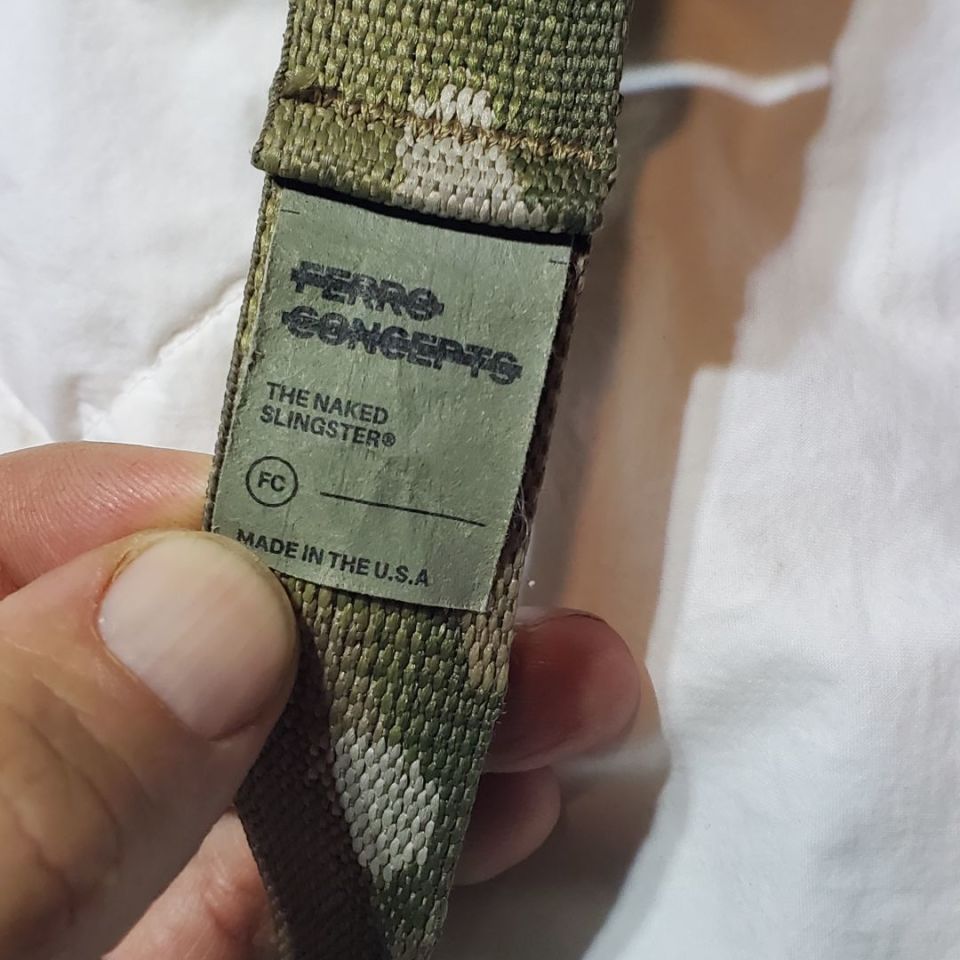 FERRO
CONCEPTS
THE NAKED
SLINGSTER®
FC
MADE IN THE U.S.A